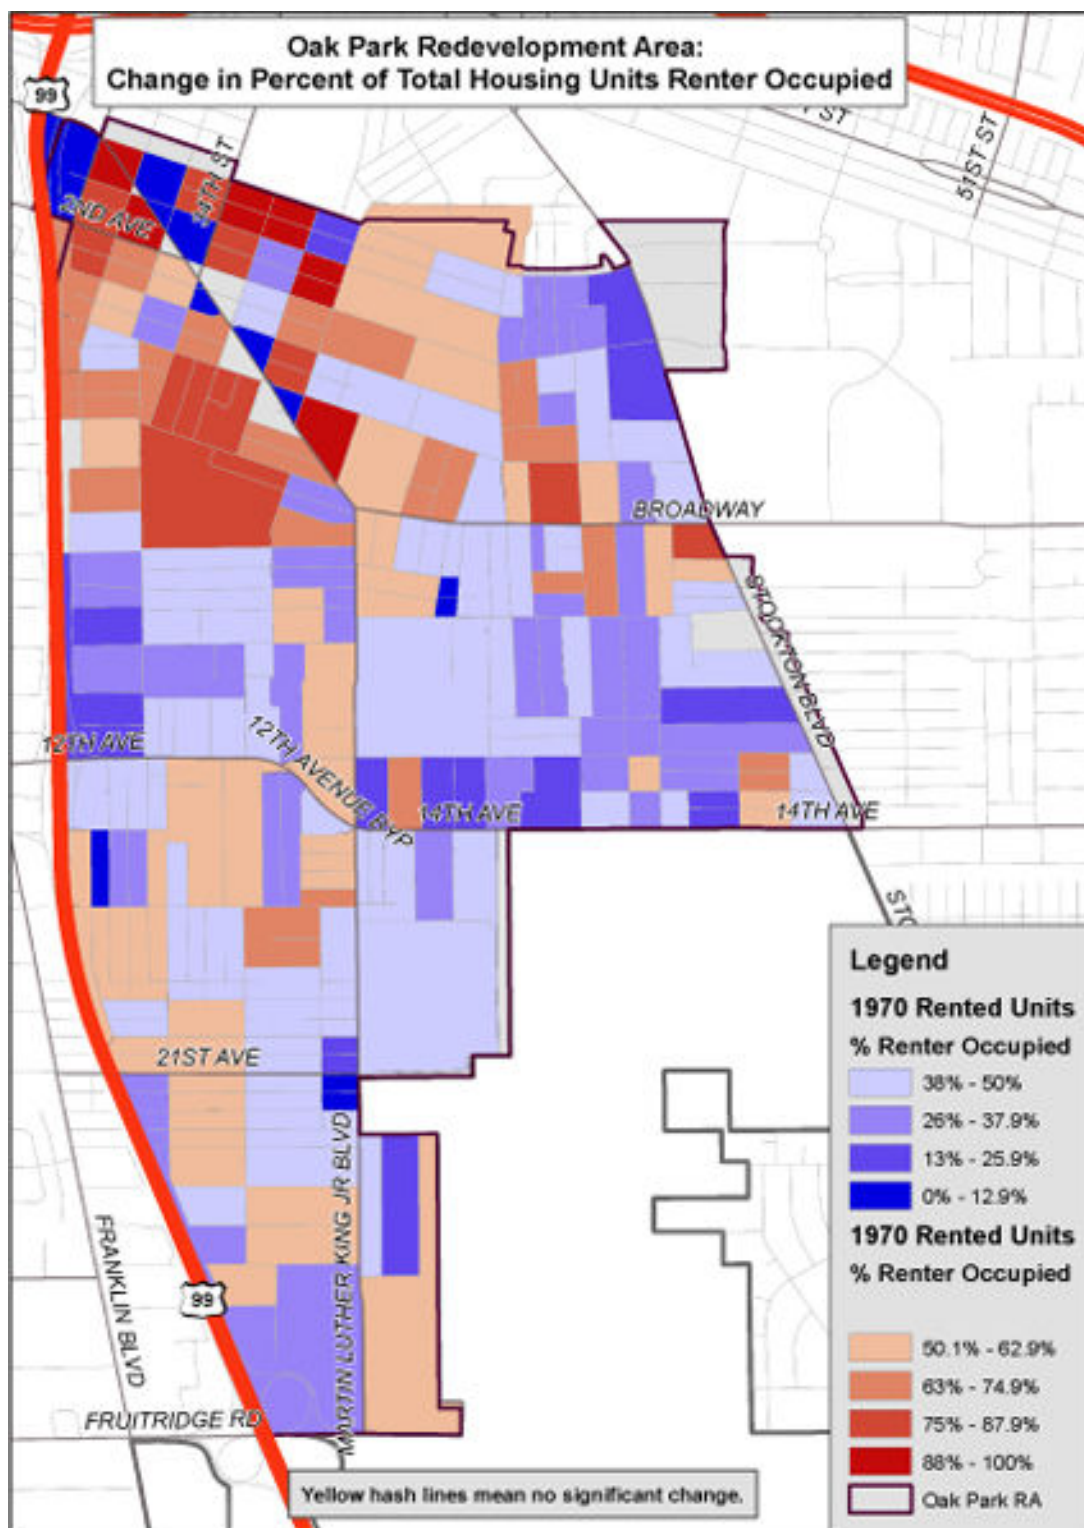 Oak Park Redevelopment Area:
Change in Percent of Total Housing Units Renter Occupied
99
51ST ST
2ND AVE
BROADWAY
STOCKTON BLVD
12TH AVE
12TH AVENUE BYP
14TH AVE
14TH AVE
21ST AVE
MARTIN LUTHER KING JR BLVD
FRANKLIN BLVD
99
FRUITRIDGE RD
Legend
1970 Rented Units
% Renter Occupied
38% - 50%
26% - 37.9%
13% - 25.9%
0% - 12.9%
1970 Rented Units
% Renter Occupied
50.1% - 62.9%
63% - 74.9%
75% - 87.9%
88% - 100%
Oak Park RA
Yellow hash lines mean no significant change.